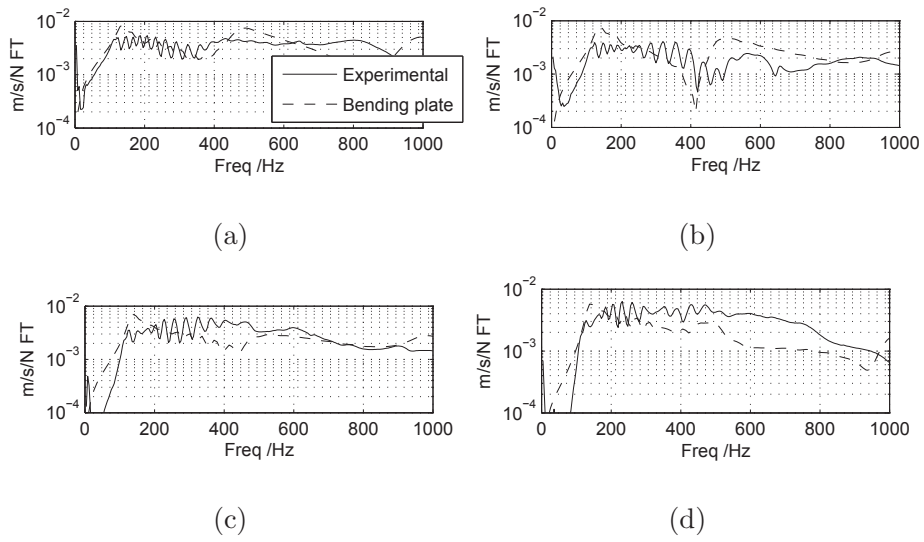 10⁻²
10⁻³
10⁻⁴
m/s/N FT
0 200 400 600 800 1000
Freq /Hz
Experimental
Bending plate
(a)
10⁻²
10⁻³
10⁻⁴
m/s/N FT
0 200 400 600 800 1000
Freq /Hz
(b)
10⁻²
10⁻³
10⁻⁴
m/s/N FT
0 200 400 600 800 1000
Freq /Hz
(c)
10⁻²
10⁻³
10⁻⁴
m/s/N FT
0 200 400 600 800 1000
Freq /Hz
(d)